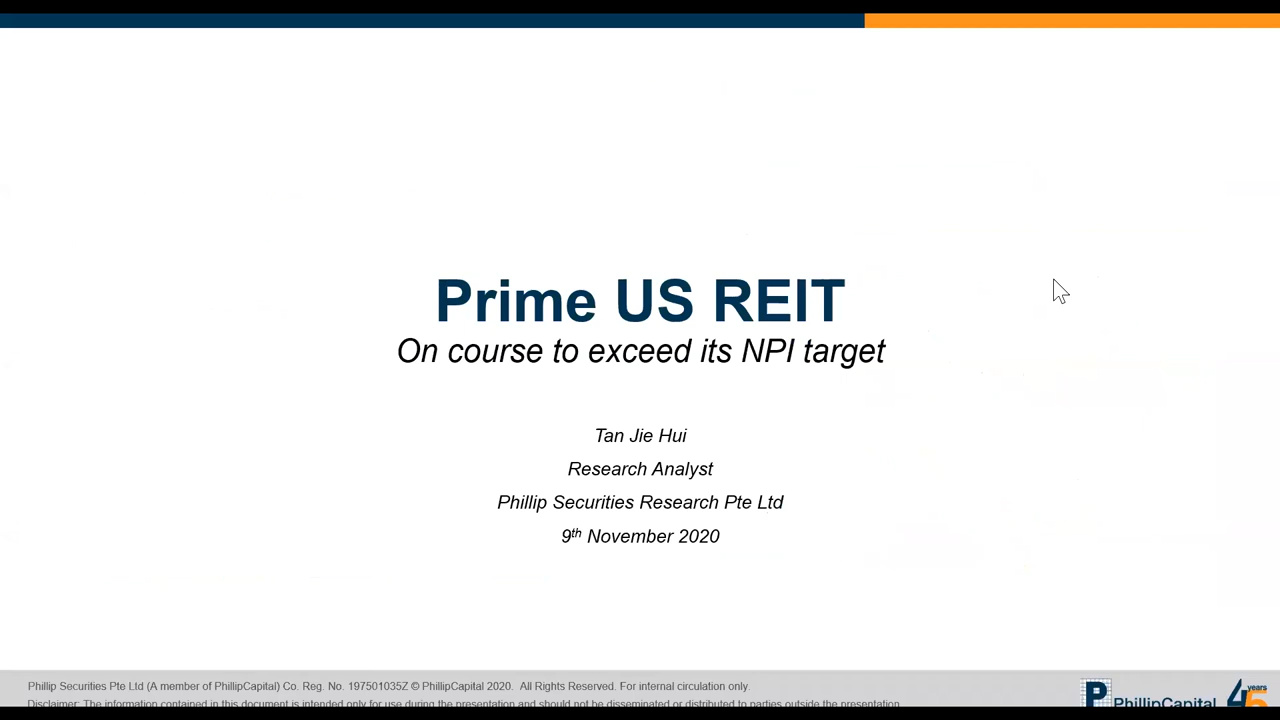 Prime US REIT
On course to exceed its NPI target
Tan Jie Hui
Research Analyst
Phillip Securities Research Pte Ltd
9th November 2020
Phillip Securities Pte Ltd (A member of PhillipCapital) Co. Reg. No. 197501035Z © PhillipCapital 2020. All Rights Reserved. For internal circulation only.
Disclaimer: The information contained in this document is intended only for use during the presentation and should not be disseminated or distributed to parties outside the presentation
P PhillipCapital
45 years